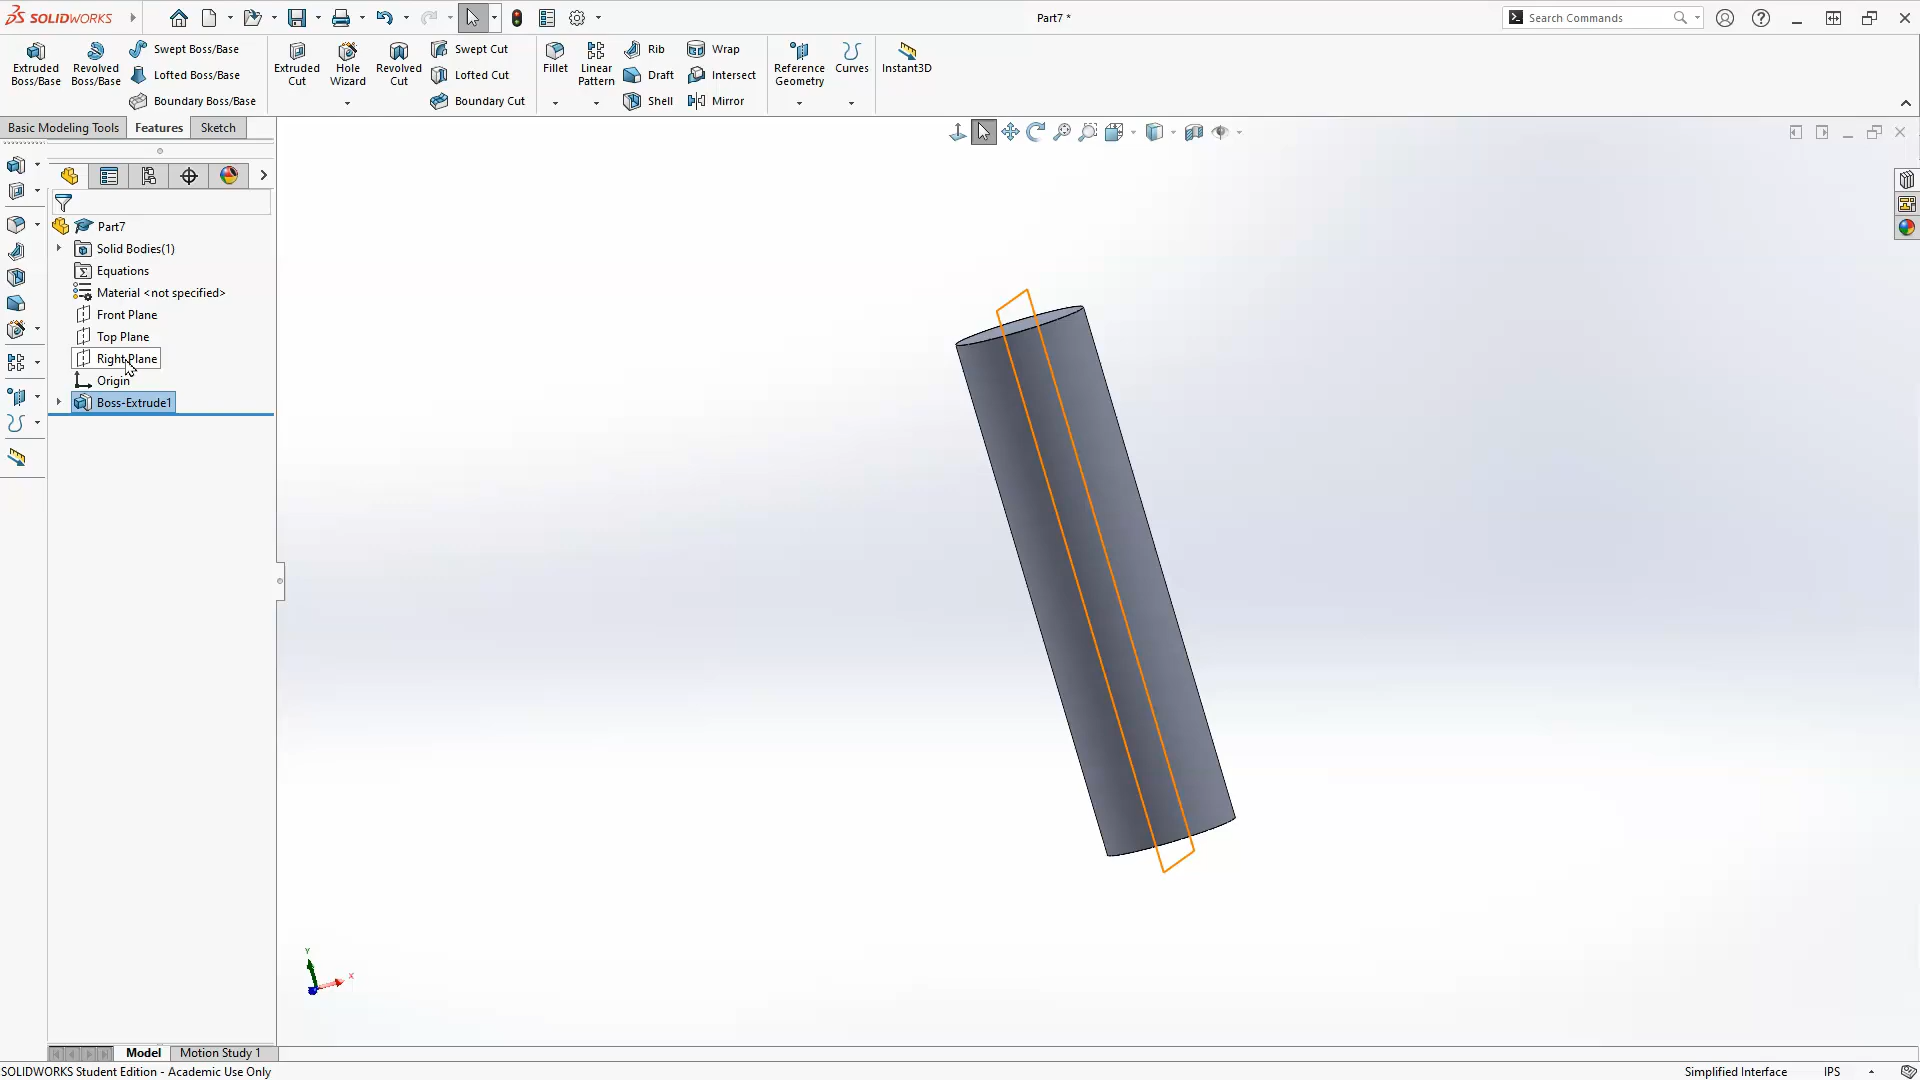 SOLIDWORKS
Part7 *
Search Commands
Extruded Boss/Base
Revolved Boss/Base
Swept Boss/Base
Lofted Boss/Base
Boundary Boss/Base
Extruded Cut
Hole Wizard
Revolved Cut
Swept Cut
Lofted Cut
Boundary Cut
Fillet
Linear Pattern
Rib
Draft
Shell
Wrap
Intersect
Mirror
Reference Geometry
Curves
Instant3D
Basic Modeling Tools
Features
Sketch
Part7
Solid Bodies(1)
Equations
Material <not specified>
Front Plane
Top Plane
Right Plane
Origin
Boss-Extrude1
Y
X
Model
Motion Study 1
SOLIDWORKS Student Edition - Academic Use Only
Simplified Interface
IPS